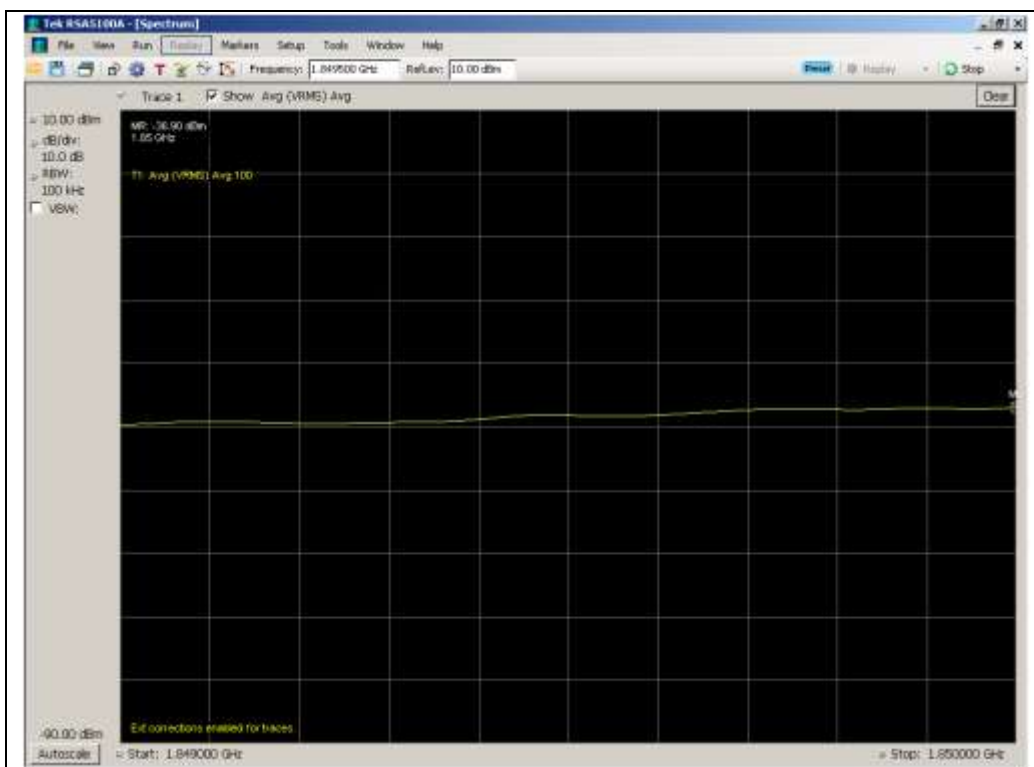 Tek RSA5100A - [Spectrum]
File View Run Replay Markers Setup Tools Window Help
Frequency: 1.849500 GHz RefLev: 10.00 dBm Preset Replay Stop
Trace 1 Show Avg (VRMS) Avg Clear
10.00 dBm
dB/div:
10.0 dB
RBW:
100 kHz
VBW:
MR: -36.90 dBm
1.85 GHz
T1 Avg (VRMS) Avg:100
Ext corrections enabled for traces
-90.00 dBm
Autoscale Start: 1.849000 GHz Stop: 1.850000 GHz